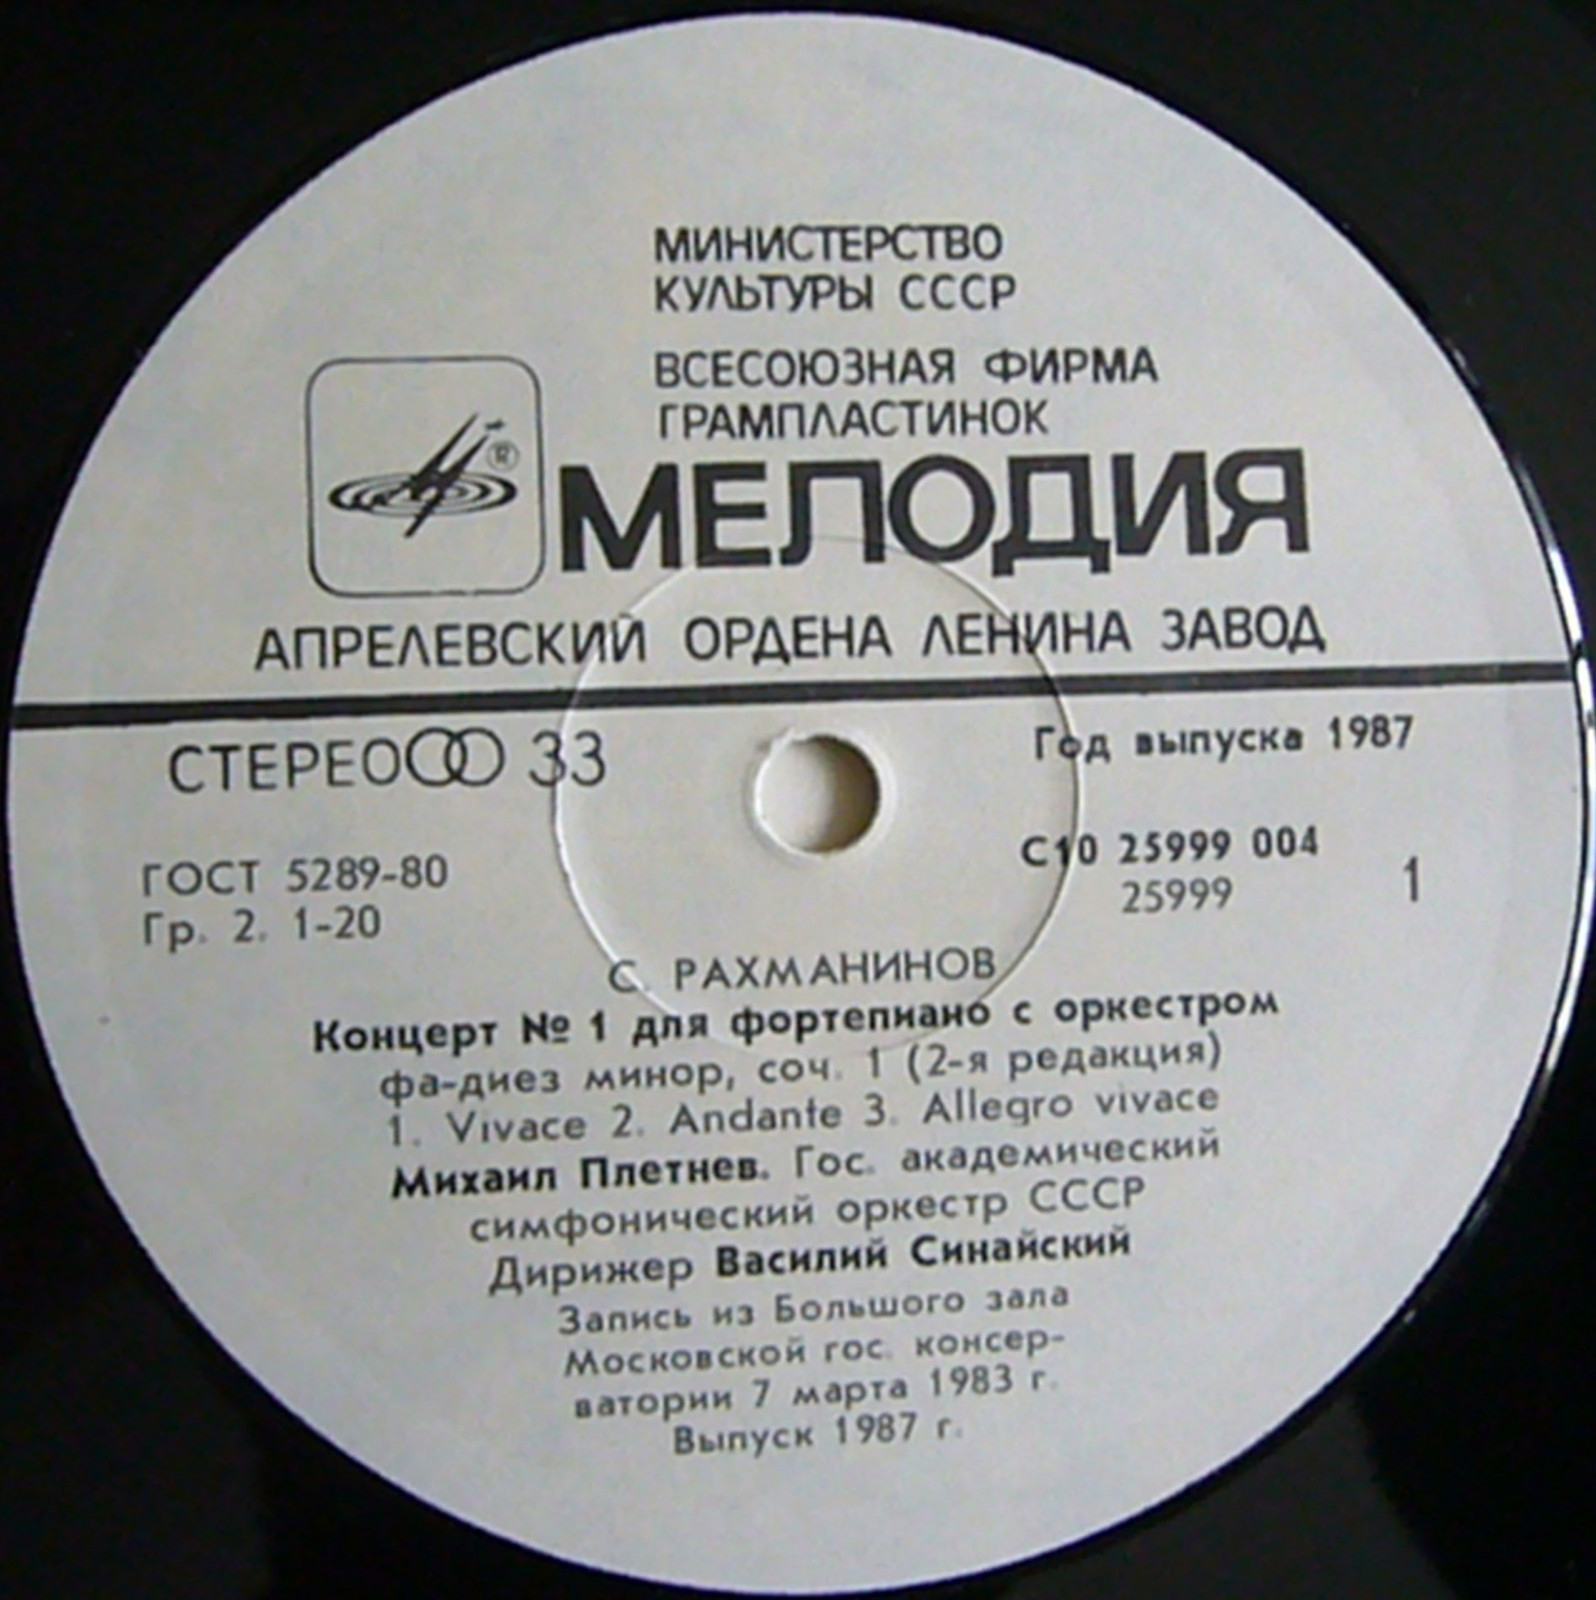 МИНИСТЕРСТВО
КУЛЬТУРЫ СССР
ВСЕСОЮЗНАЯ ФИРМА
ГРАМПЛАСТИНОК
®
МЕЛОДИЯ
АПРЕЛЕВСКИЙ ОРДЕНА ЛЕНИНА ЗАВОД
СТЕРЕО 33
Год выпуска 1987
ГОСТ 5289-80
Гр. 2. 1-20
С10 25999 004
25999
1
С. РАХМАНИНОВ
Концерт № 1 для фортепиано с оркестром
фа-диез минор, соч. 1 (2-я редакция)
1. Vivace 2. Andante 3. Allegro vivace
Михаил Плетнев. Гос. академический
симфонический оркестр СССР
Дирижер Василий Синайский
Запись из Большого зала
Московской гос. консер-
ватории 7 марта 1983 г.
Выпуск 1987 г.